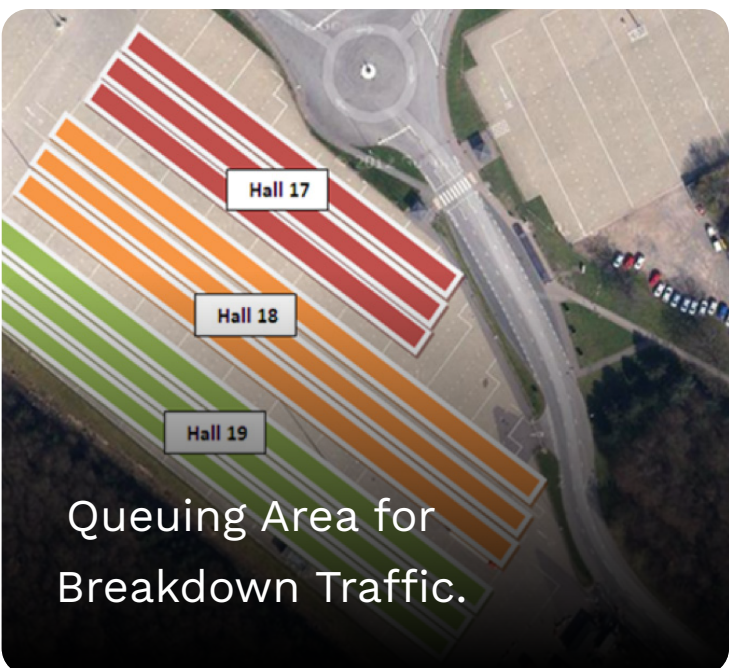 Hall 17
Hall 18
Hall 19
Queuing Area for
Breakdown Traffic.